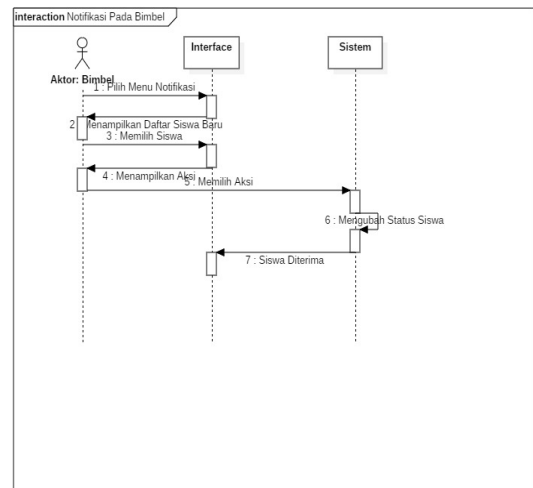 interaction Notifikasi Pada Bimbel
Interface
Sistem
Aktor: Bimbel
1 : Pilih Menu Notifikasi
2 : Menampilkan Daftar Siswa Baru
3 : Memilih Siswa
4 : Menampilkan Aksi
5 : Memilih Aksi
6 : Mengubah Status Siswa
7 : Siswa Diterima